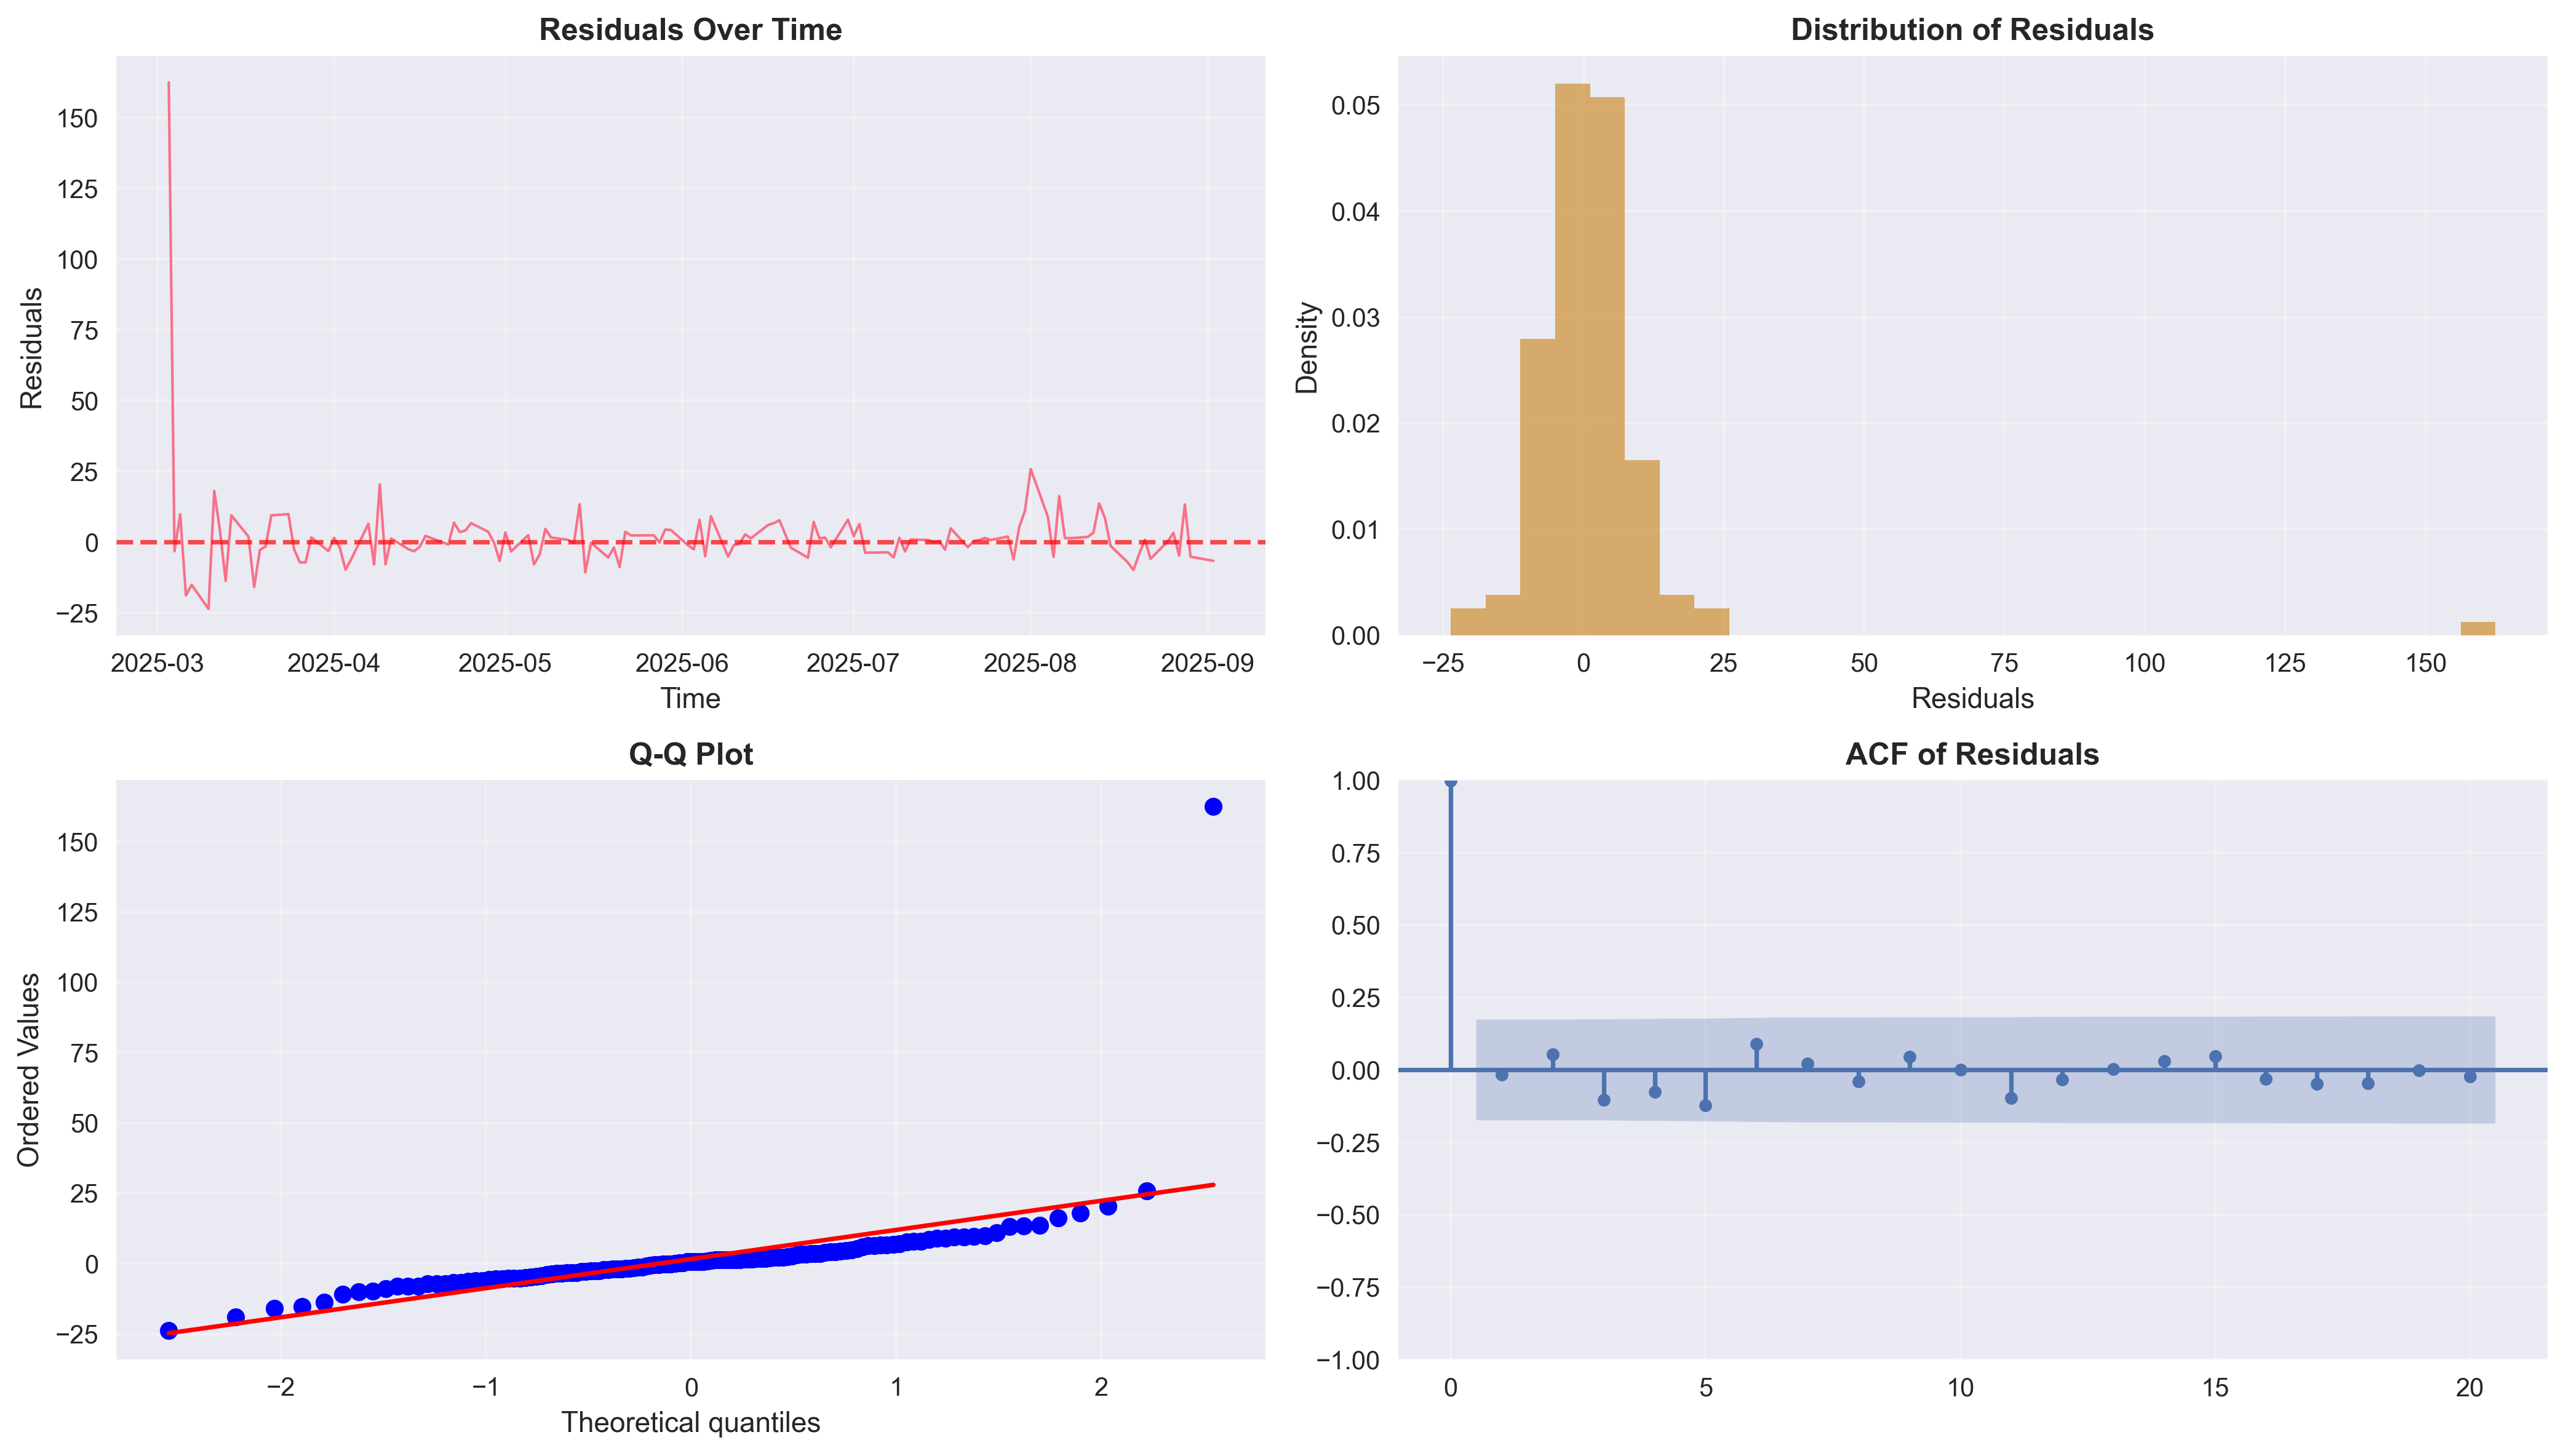 Residuals Over Time
150
125
100
75
50
25
0
−25
Residuals
2025-03 2025-04 2025-05 2025-06 2025-07 2025-08 2025-09
Time
Distribution of Residuals
0.05
0.04
0.03
0.02
0.01
0.00
Density
−25 0 25 50 75 100 125 150
Residuals
Q-Q Plot
150
125
100
75
50
25
0
−25
Ordered Values
−2 −1 0 1 2
Theoretical quantiles
ACF of Residuals
1.00
0.75
0.50
0.25
0.00
−0.25
−0.50
−0.75
−1.00
0 5 10 15 20